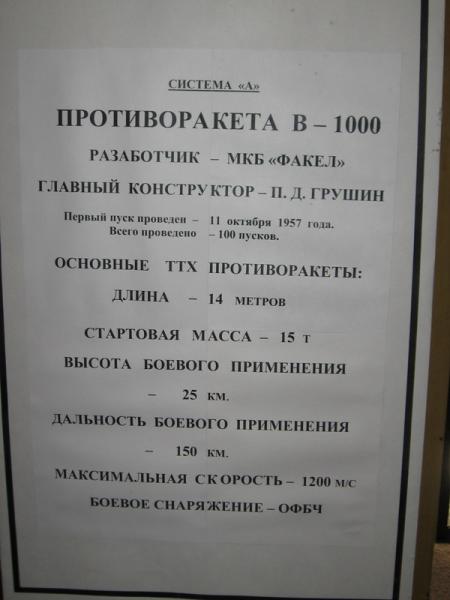 СИСТЕМА «А»
ПРОТИВОРАКЕТА В – 1000
РАЗАБОТЧИК – МКБ «ФАКЕЛ»
ГЛАВНЫЙ КОНСТРУКТОР – П. Д. ГРУШИН
Первый пуск проведен – 11 октября 1957 года.
Всего проведено – 100 пусков.
ОСНОВНЫЕ ТТХ ПРОТИВОРАКЕТЫ:
ДЛИНА – 14 МЕТРОВ
СТАРТОВАЯ МАССА – 15 Т
ВЫСОТА БОЕВОГО ПРИМЕНЕНИЯ
– 25 КМ.
ДАЛЬНОСТЬ БОЕВОГО ПРИМЕНЕНИЯ
– 150 КМ.
МАКСИМАЛЬНАЯ СКОРОСТЬ – 1200 М/С
БОЕВОЕ СНАРЯЖЕНИЕ – ОФБЧ